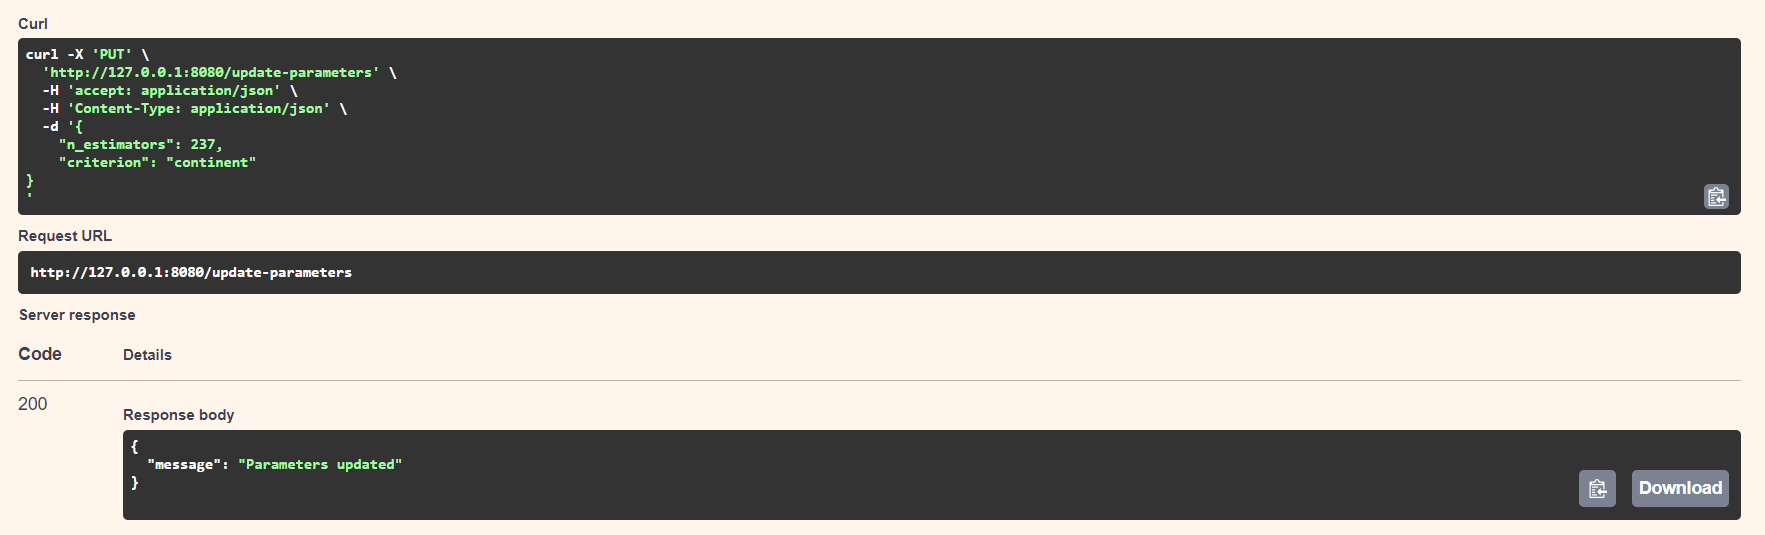 Curl
curl -X 'PUT' \
  'http://127.0.0.1:8080/update-parameters' \
  -H 'accept: application/json' \
  -H 'Content-Type: application/json' \
  -d '{
    "n_estimators": 237,
    "criterion": "continent"
}
'
Request URL
http://127.0.0.1:8080/update-parameters
Server response
Code Details
200
Response body
{
  "message": "Parameters updated"
}
Download